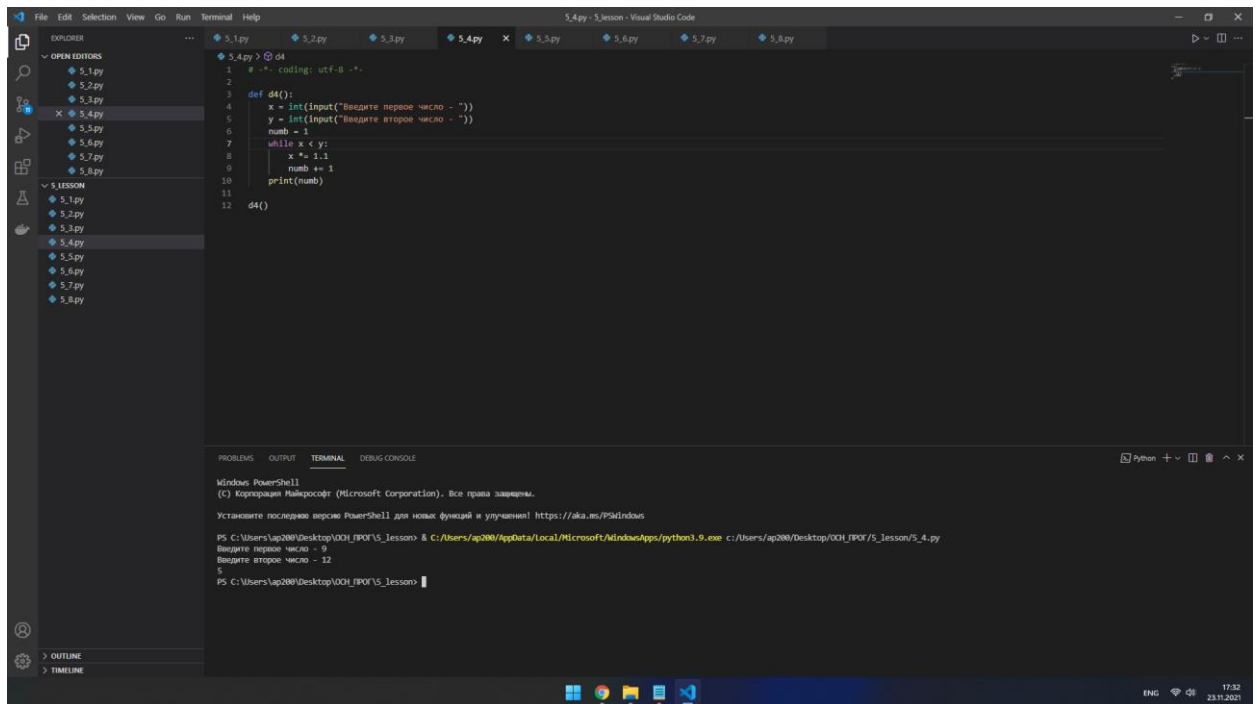 File Edit Selection View Go Run Terminal Help
5_4.py - 5_lesson - Visual Studio Code
EXPLORER
5_1.py 5_2.py 5_3.py 5_4.py 5_5.py 5_6.py 5_7.py 5_8.py
OPEN EDITORS
5_1.py
5_2.py
5_3.py
5_4.py
5_5.py
5_6.py
5_7.py
5_8.py
5_LESSON
5_1.py
5_2.py
5_3.py
5_4.py
5_5.py
5_6.py
5_7.py
5_8.py
OUTLINE
TIMELINE
5_4.py > d4
1 # -*- coding: utf-8 -*-
2
3 def d4():
4 x = int(input("Введите первое число - "))
5 y = int(input("Введите второе число - "))
6 numb = 1
7 while x < y:
8 x *= 1.1
9 numb += 1
10 print(numb)
11
12 d4()
PROBLEMS OUTPUT TERMINAL DEBUG CONSOLE
Python
Windows PowerShell
(C) Корпорация Майкрософт (Microsoft Corporation). Все права защищены.
Установите последнюю версию PowerShell для новых функций и улучшения! https://aka.ms/PSWindows
PS C:\Users\ap200\Desktop\ОСН_ПРОГ\5_lesson> & C:/Users/ap200/AppData/Local/Microsoft/WindowsApps/python3.9.exe c:/Users/ap200/Desktop/ОСН_ПРОГ/5_lesson/5_4.py
Введите первое число - 9
Введите второе число - 12
5
PS C:\Users\ap200\Desktop\ОСН_ПРОГ\5_lesson>
ENG
17:32
23.11.2021